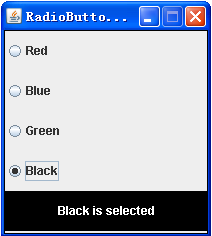 RadioButto...
Red
Blue
Green
Black
Black is selected